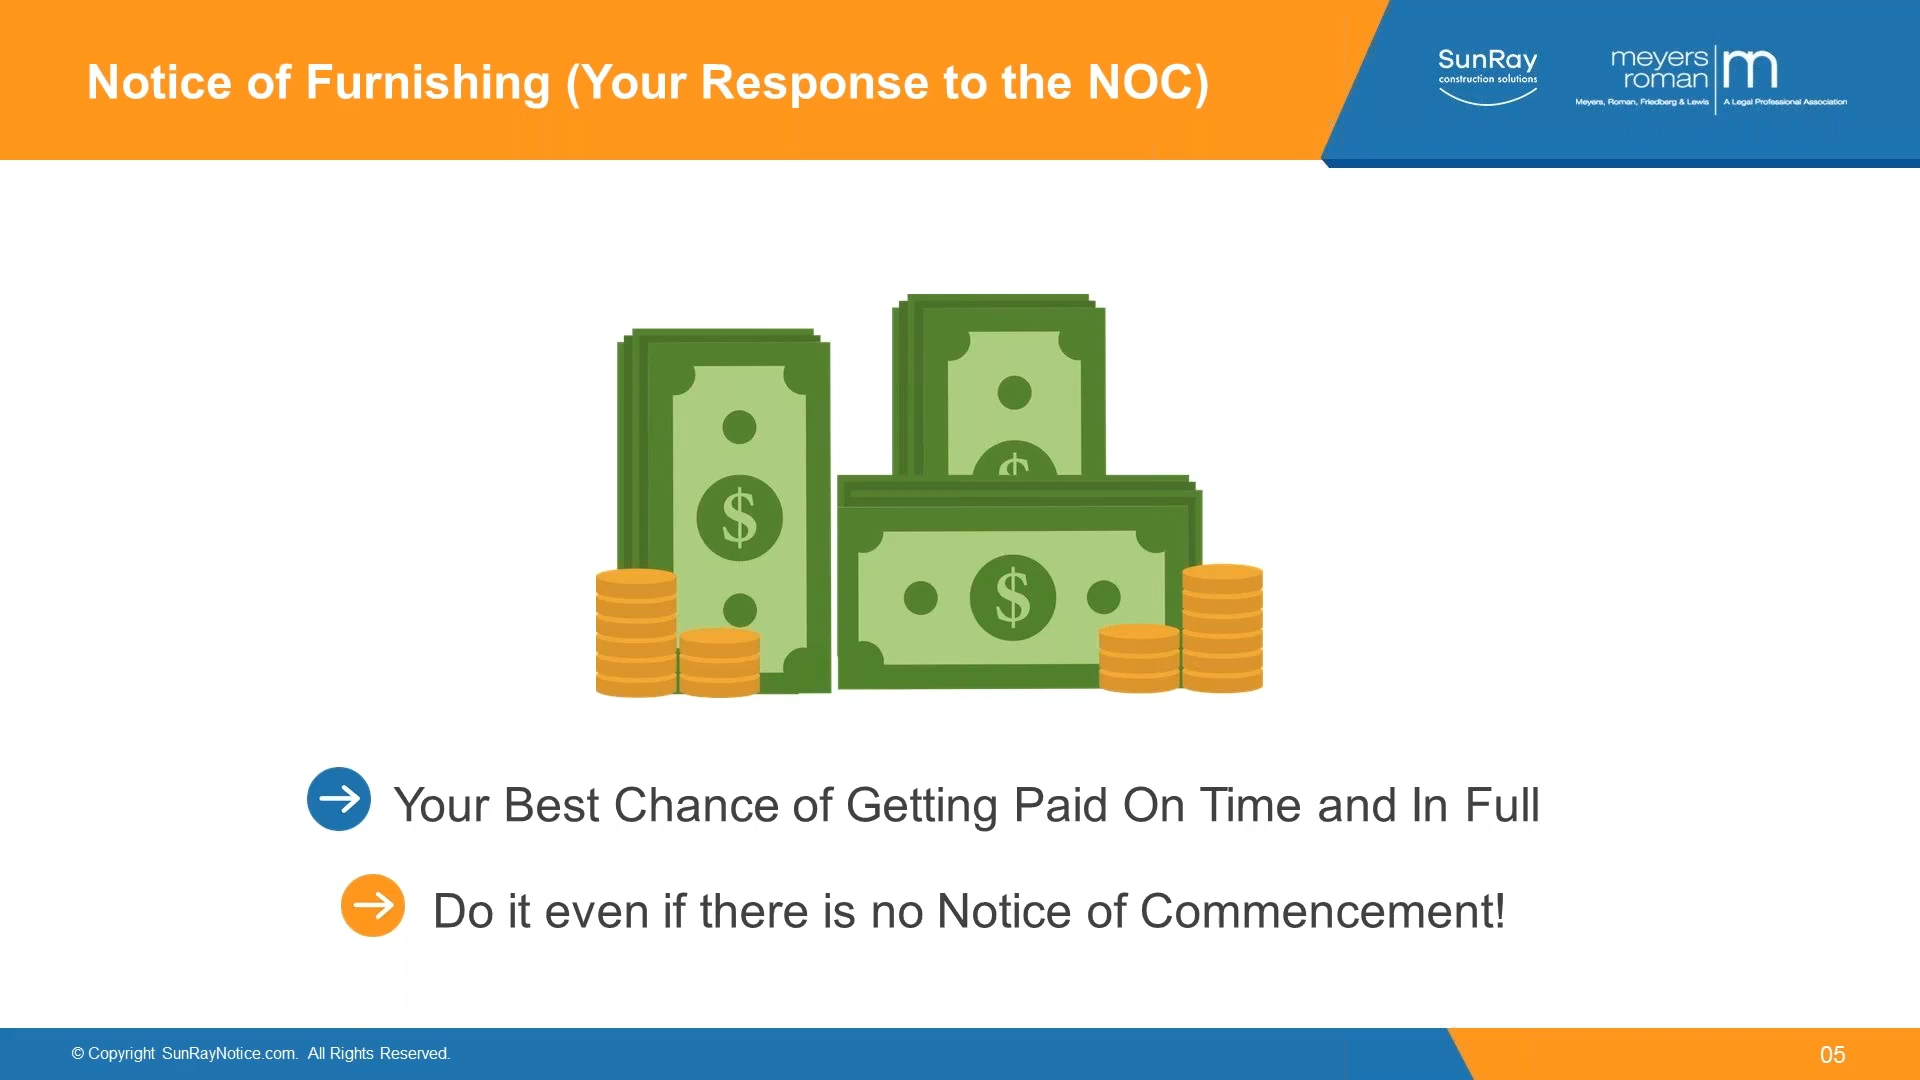 Notice of Furnishing (Your Response to the NOC)
SunRay
construction solutions
meyers
roman
m
Meyers, Roman, Friedberg & Lewis
A Legal Professional Association
$
$
$
Your Best Chance of Getting Paid On Time and In Full
Do it even if there is no Notice of Commencement!
© Copyright SunRayNotice.com. All Rights Reserved.
05